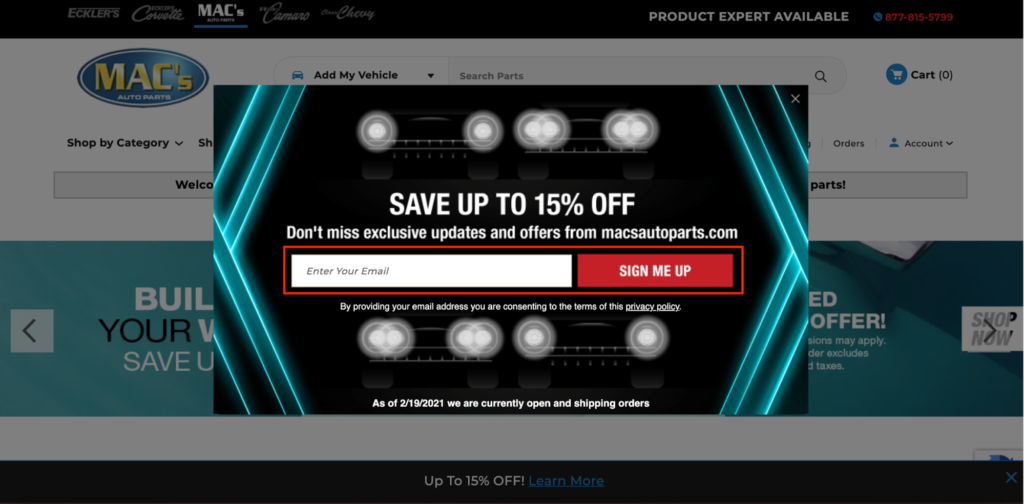 ECKLER'S
ECKLER'S Corvette
MAC's AUTO PARTS
Camaro
Chevy
PRODUCT EXPERT AVAILABLE
877-815-5799
MAC's
AUTO PARTS
Add My Vehicle
Search Parts
Cart (0)
Shop by Category
Sh
Orders
Account
Welco
parts!
SAVE UP TO 15% OFF
Don't miss exclusive updates and offers from macsautoparts.com
Enter Your Email
SIGN ME UP
By providing your email address you are consenting to the terms of this privacy policy.
BUIL
YOUR W
SAVE U
ED
OFFER!
sions may apply.
der excludes
d taxes.
SHOP
NOW
As of 2/19/2021 we are currently open and shipping orders
Up To 15% OFF! Learn More